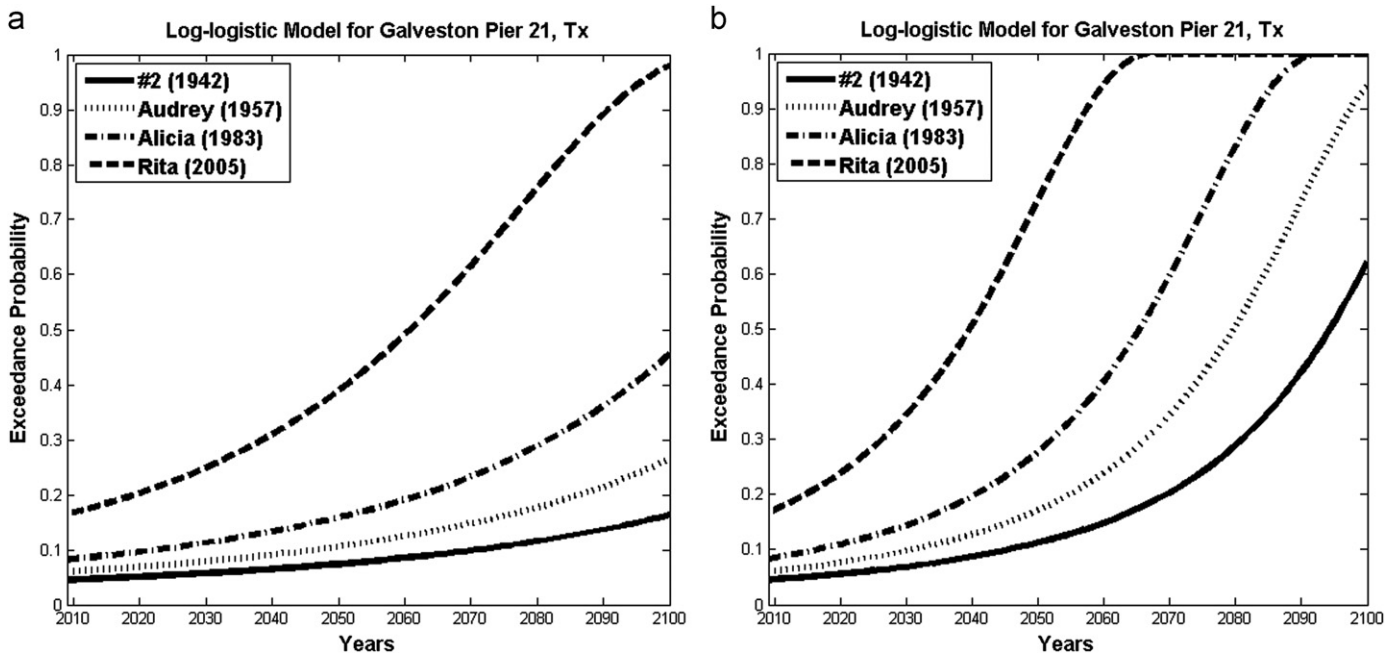 a
Log-logistic Model for Galveston Pier 21, Tx
1
0.9
0.8
0.7
0.6
0.5
0.4
0.3
0.2
0.1
0
Exceedance Probability
#2 (1942)
Audrey (1957)
Alicia (1983)
Rita (2005)
2010 2020 2030 2040 2050 2060 2070 2080 2090 2100
Years
b
Log-logistic Model for Galveston Pier 21, Tx
1
0.9
0.8
0.7
0.6
0.5
0.4
0.3
0.2
0.1
0
Exceedance Probability
#2 (1942)
Audrey (1957)
Alicia (1983)
Rita (2005)
2010 2020 2030 2040 2050 2060 2070 2080 2090 2100
Years